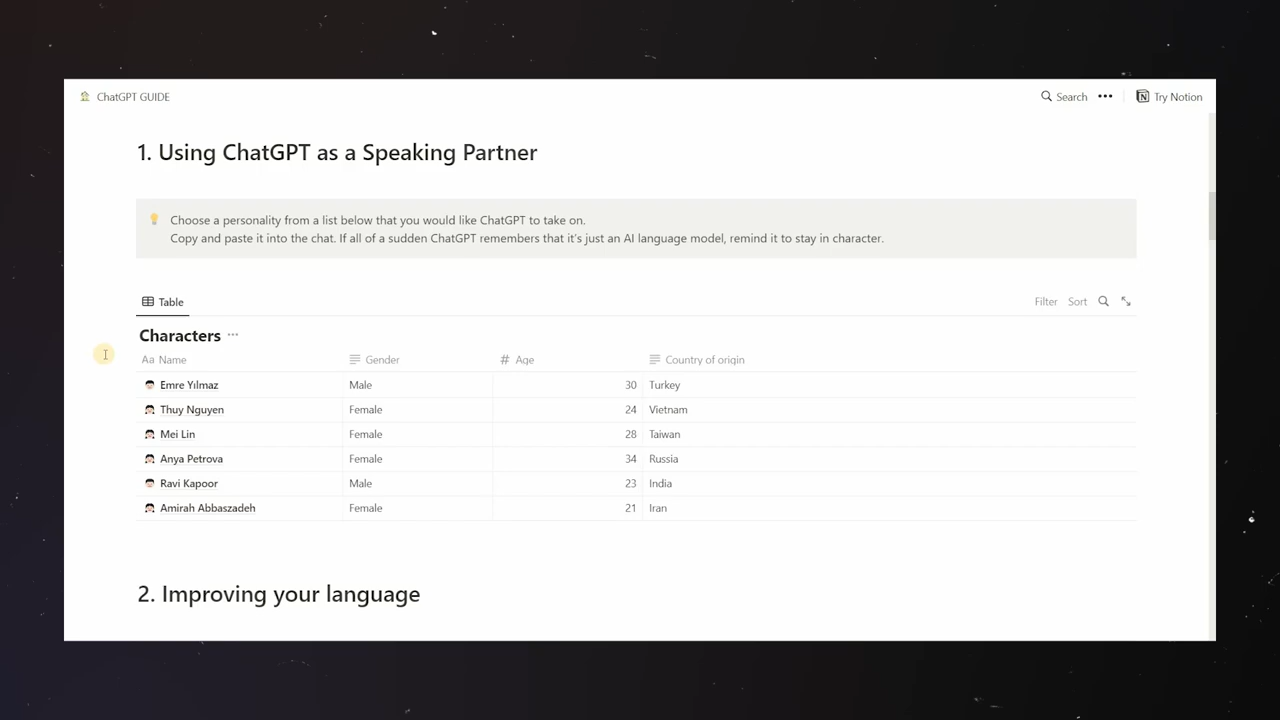 ChatGPT GUIDE
Search
Try Notion
1. Using ChatGPT as a Speaking Partner
Choose a personality from a list below that you would like ChatGPT to take on.
Copy and paste it into the chat. If all of a sudden ChatGPT remembers that it's just an AI language model, remind it to stay in character.
Table
Filter Sort
Characters ...
Aa Name Gender # Age Country of origin
Emre Yılmaz Male 30 Turkey
Thuy Nguyen Female 24 Vietnam
Mei Lin Female 28 Taiwan
Anya Petrova Female 34 Russia
Ravi Kapoor Male 23 India
Amirah Abbaszadeh Female 21 Iran
2. Improving your language